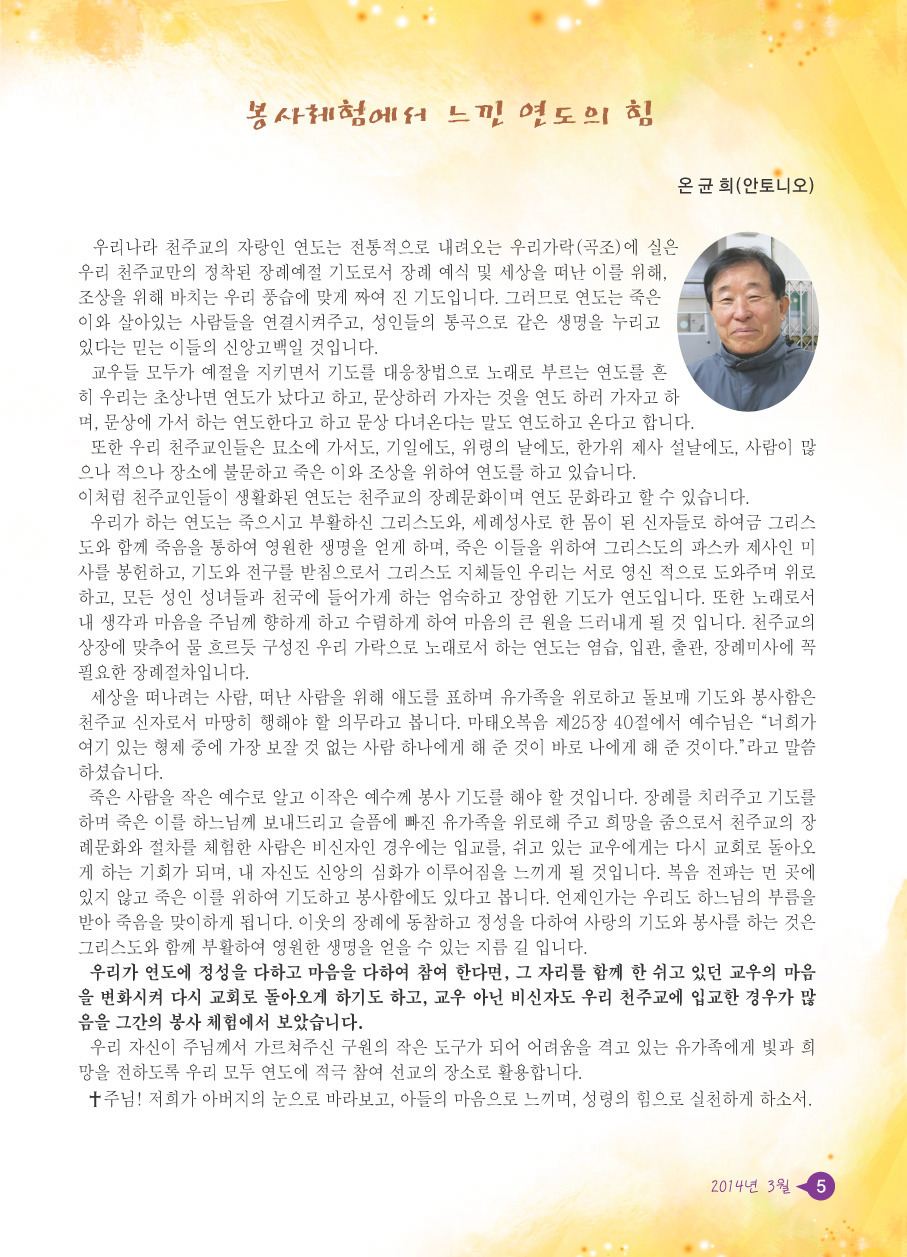 봉사체험에서 느낀 연도의 힘
온 균 희(안토니오)
우리나라 천주교의 자랑인 연도는 전통적으로 내려오는 우리가락(곡조)에 실은
우리 천주교만의 정착된 장례예절 기도로서 장례 예식 및 세상을 떠난 이를 위해,
조상을 위해 바치는 우리 풍습에 맞게 짜여 진 기도입니다. 그러므로 연도는 죽은
이와 살아있는 사람들을 연결시켜주고, 성인들의 통공으로 같은 생명을 누리고
있다는 믿는 이들의 신앙고백일 것입니다.
교우들 모두가 예절을 지키면서 기도를 대응창법으로 노래로 부르는 연도를 흔
히 우리는 초상나면 연도가 났다고 하고, 문상하러 가자는 것을 연도 하러 가자고 하
며, 문상에 가서 하는 연도한다고 하고 문상 다녀온다는 말도 연도하고 온다고 합니다.
또한 우리 천주교인들은 묘소에 가서도, 기일에도, 위령의 날에도, 한가위 제사 설날에도, 사람이 많
으나 적으나 장소에 불문하고 죽은 이와 조상을 위하여 연도를 하고 있습니다.
이처럼 천주교인들이 생활화된 연도는 천주교의 장례문화이며 연도 문화라고 할 수 있습니다.
우리가 하는 연도는 죽으시고 부활하신 그리스도와, 세례성사로 한 몸이 된 신자들로 하여금 그리스
도와 함께 죽음을 통하여 영원한 생명을 얻게 하며, 죽은 이들을 위하여 그리스도의 파스카 제사인 미
사를 봉헌하고, 기도와 전구를 받침으로서 그리스도 지체들인 우리는 서로 영신 적으로 도와주며 위로
하고, 모든 성인 성녀들과 천국에 들어가게 하는 엄숙하고 장엄한 기도가 연도입니다. 또한 노래로서
내 생각과 마음을 주님께 향하게 하고 수렴하게 하여 마음의 큰 원을 드러내게 될 것 입니다. 천주교의
상장에 맞추어 물 흐르듯 구성진 우리 가락으로 노래로서 하는 연도는 염습, 입관, 출관, 장례미사에 꼭
필요한 장례절차입니다.
세상을 떠나려는 사람, 떠난 사람을 위해 애도를 표하며 유가족을 위로하고 돌보매 기도와 봉사함은
천주교 신자로서 마땅히 행해야 할 의무라고 봅니다. 마태오복음 제25장 40절에서 예수님은 “너희가
여기 있는 형제 중에 가장 보잘 것 없는 사람 하나에게 해 준 것이 바로 나에게 해 준 것이다.”라고 말씀
하셨습니다.
죽은 사람을 작은 예수로 알고 이작은 예수께 봉사 기도를 해야 할 것입니다. 장례를 치러주고 기도를
하며 죽은 이를 하느님께 보내드리고 슬픔에 빠진 유가족을 위로해 주고 희망을 줌으로서 천주교의 장
례문화와 절차를 체험한 사람은 비신자인 경우에는 입교를, 쉬고 있는 교우에게는 다시 교회로 돌아오
게 하는 기회가 되며, 내 자신도 신앙의 심화가 이루어짐을 느끼게 될 것입니다. 복음 전파는 먼 곳에
있지 않고 죽은 이를 위하여 기도하고 봉사함에도 있다고 봅니다. 언제인가는 우리도 하느님의 부름을
받아 죽음을 맞이하게 됩니다. 이웃의 장례에 동참하고 정성을 다하여 사랑의 기도와 봉사를 하는 것은
그리스도와 함께 부활하여 영원한 생명을 얻을 수 있는 지름 길 입니다.
우리가 연도에 정성을 다하고 마음을 다하여 참여 한다면, 그 자리를 함께 한 쉬고 있던 교우의 마음
을 변화시켜 다시 교회로 돌아오게 하기도 하고, 교우 아닌 비신자도 우리 천주교에 입교한 경우가 많
음을 그간의 봉사 체험에서 보았습니다.
우리 자신이 주님께서 가르쳐주신 구원의 작은 도구가 되어 어려움을 격고 있는 유가족에게 빛과 희
망을 전하도록 우리 모두 연도에 적극 참여 선교의 장소로 활용합니다.
✝주님! 저희가 아버지의 눈으로 바라보고, 아들의 마음으로 느끼며, 성령의 힘으로 실천하게 하소서.
2014년 3월 5